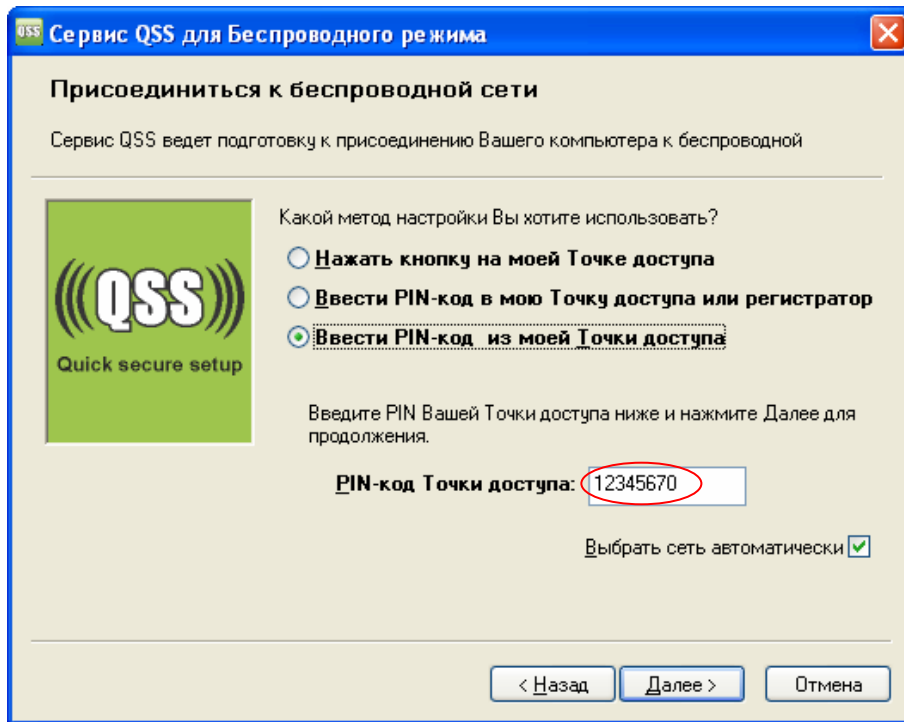 QSS Сервис QSS для Беспроводного режима
Присоединиться к беспроводной сети
Сервис QSS ведет подготовку к присоединению Вашего компьютера к беспроводной
QSS
Quick secure setup
Какой метод настройки Вы хотите использовать?
Нажать кнопку на моей Точке доступа
Ввести PIN-код в мою Точку доступа или регистратор
Ввести PIN-код из моей Точки доступа
Введите PIN Вашей Точки доступа ниже и нажмите Далее для
продолжения.
PIN-код Точки доступа: 12345670
Выбрать сеть автоматически
< Назад Далее > Отмена